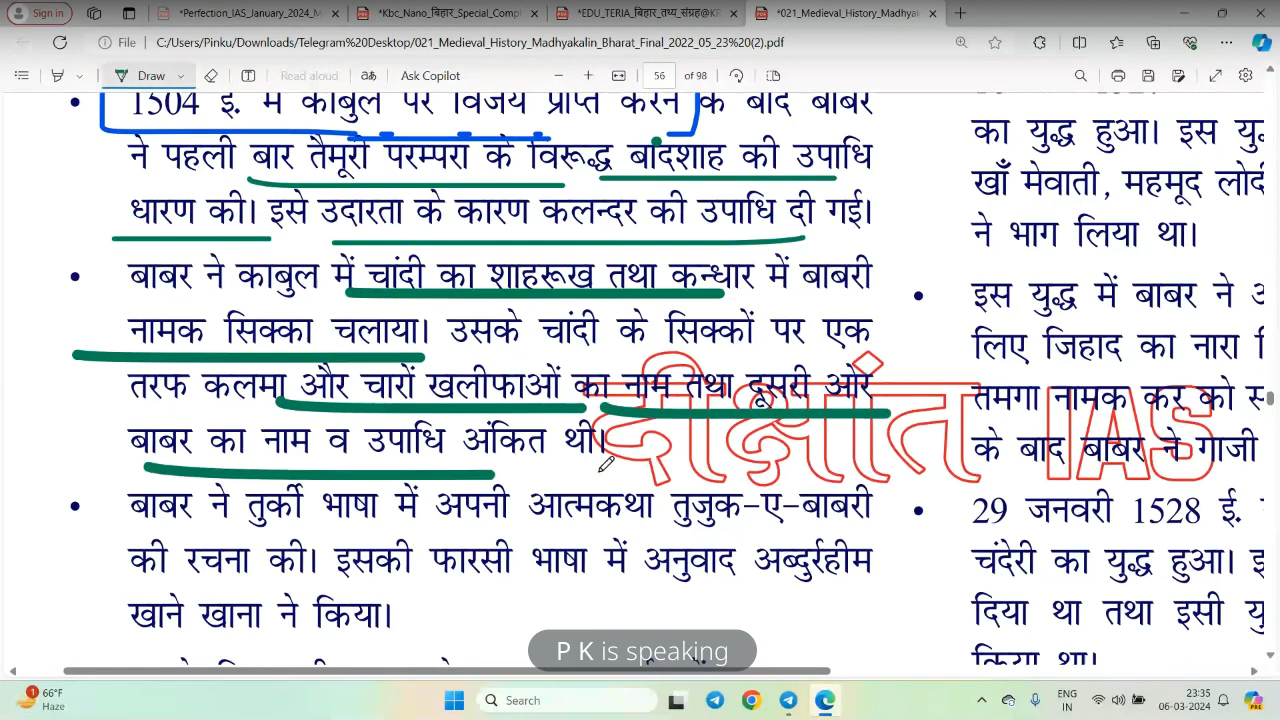 Sign in
*Perfection_IAS_January_2024_M
*Kbc_Nano_बिहार_Special_Compl
*EDU_TERIA_बिहार_तथ्य_संग्रह@KB
*021_Medieval_History_Madhyakal
File
C:/Users/Pinku/Downloads/Telegram%20Desktop/021_Medieval_History_Madhyakalin_Bharat_Final_2022_05_23%20(2).pdf
Draw
Read aloud
Ask Copilot
56 of 98
• 1504 ई. में काबुल पर विजय प्राप्त करने के बाद बाबर
ने पहली बार तैमूरी परम्परा के विरूद्ध बादशाह की उपाधि
धारण की। इसे उदारता के कारण कलन्दर की उपाधि दी गई।
• बाबर ने काबुल में चांदी का शाहरूख तथा कन्धार में बाबरी
नामक सिक्का चलाया। उसके चांदी के सिक्कों पर एक
तरफ कलमा और चारों खलीफाओं का नाम तथा दूसरी ओर
बाबर का नाम व उपाधि अंकित थी।
• बाबर ने तुर्की भाषा में अपनी आत्मकथा तुजुक-ए-बाबरी
की रचना की। इसकी फारसी भाषा में अनुवाद अब्दुर्रहीम
खाने खाना ने किया।
का युद्ध हुआ। इस
खाँ मेवाती, महमूद
ने भाग लिया था।
• इस युद्ध में बाबर ने
लिए जिहाद का नारा
तमगा नामक कर को
के बाद बाबर ने गाजी
• 29 जनवरी 1528 ई.
चंदेरी का युद्ध हुआ।
दिया था तथा इसी
किया था।
दीक्षांत IAS
P K is speaking
1
66°F
Haze
Search
ENG
IN
23:33
06-03-2024